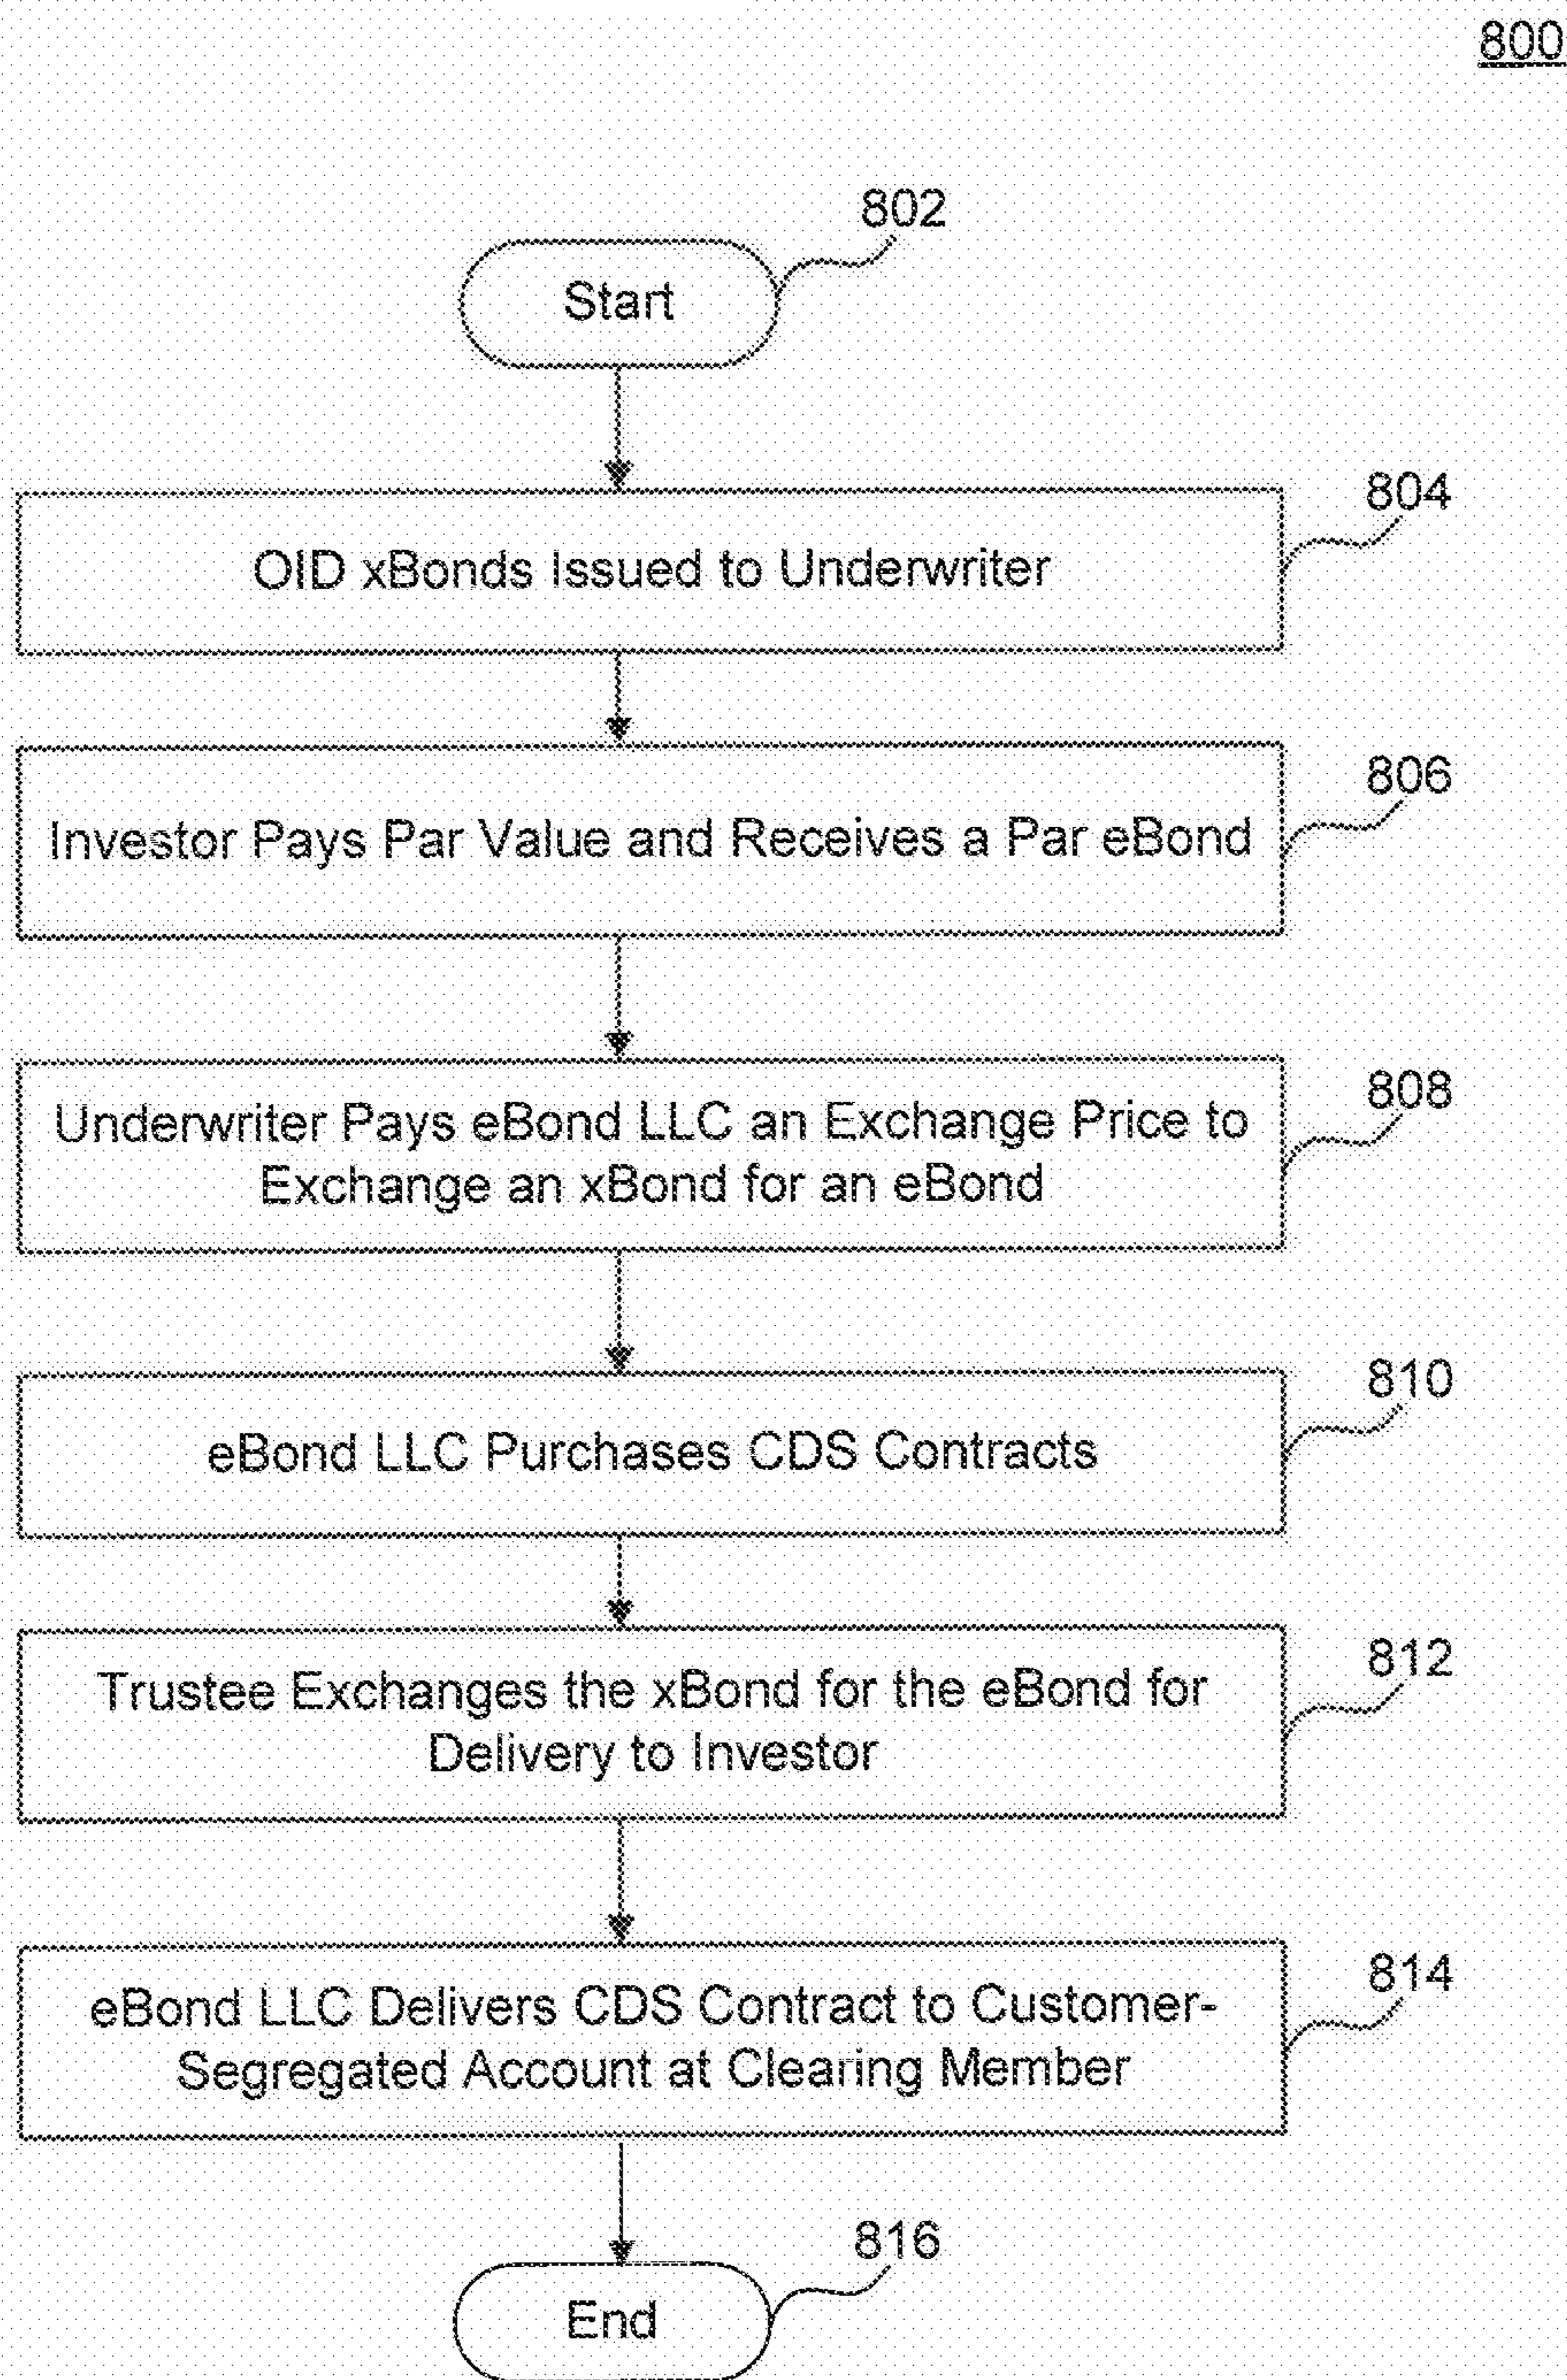 800
802
Start
804
OID xBonds Issued to Underwriter
806
Investor Pays Par Value and Receives a Par eBond
808
Underwriter Pays eBond LLC an Exchange Price to
Exchange an xBond for an eBond
810
eBond LLC Purchases CDS Contracts
812
Trustee Exchanges the xBond for the eBond for
Delivery to Investor
814
eBond LLC Delivers CDS Contract to Customer-
Segregated Account at Clearing Member
816
End